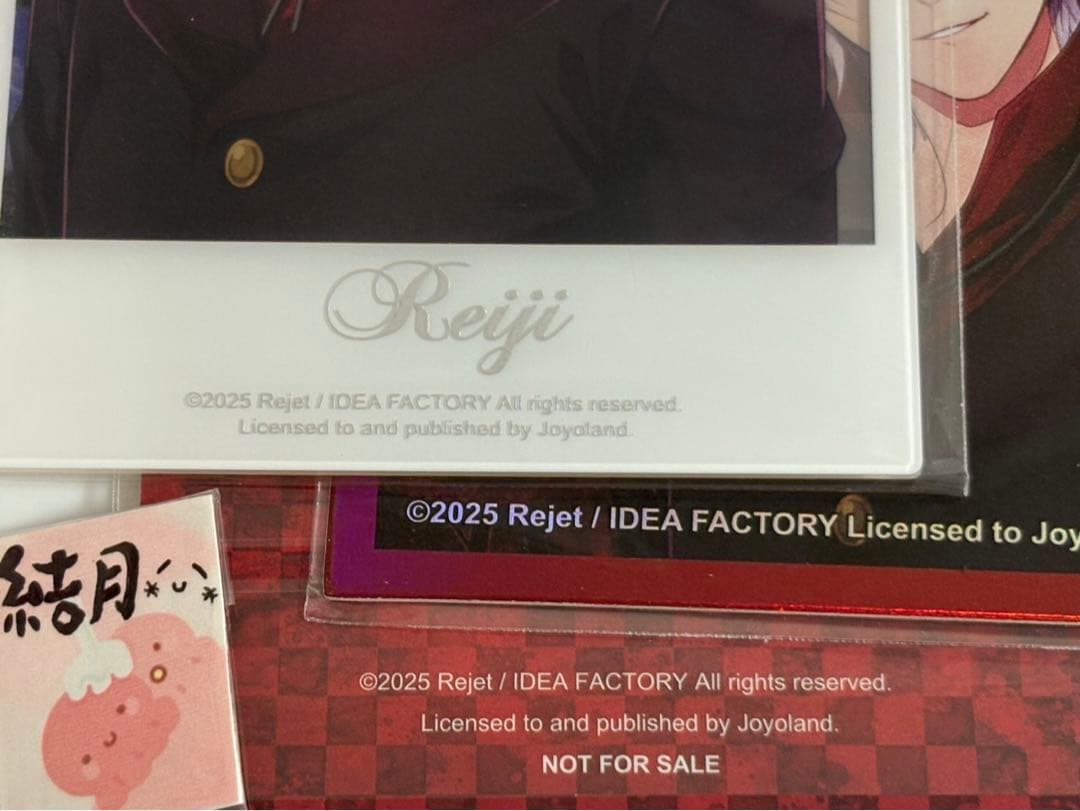 Reiji
©2025 Rejet / IDEA FACTORY All rights reserved.
Licensed to and published by Joyoland.
©2025 Rejet / IDEA FACTORY Licensed to Joy
結月
©2025 Rejet / IDEA FACTORY All rights reserved.
Licensed to and published by Joyoland.
NOT FOR SALE